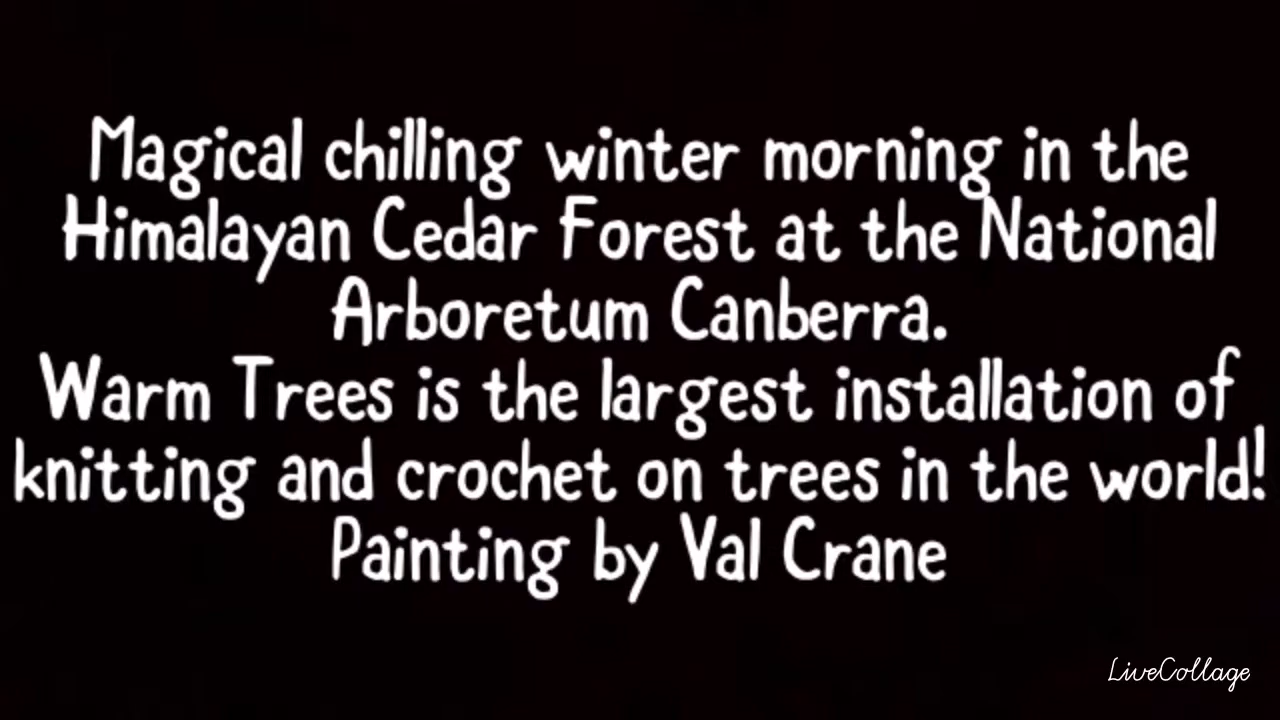 Magical chilling winter morning in the
Himalayan Cedar Forest at the National
Arboretum Canberra.
Warm Trees is the largest installation of
knitting and crochet on trees in the world!
Painting by Val Crane
LiveCollage